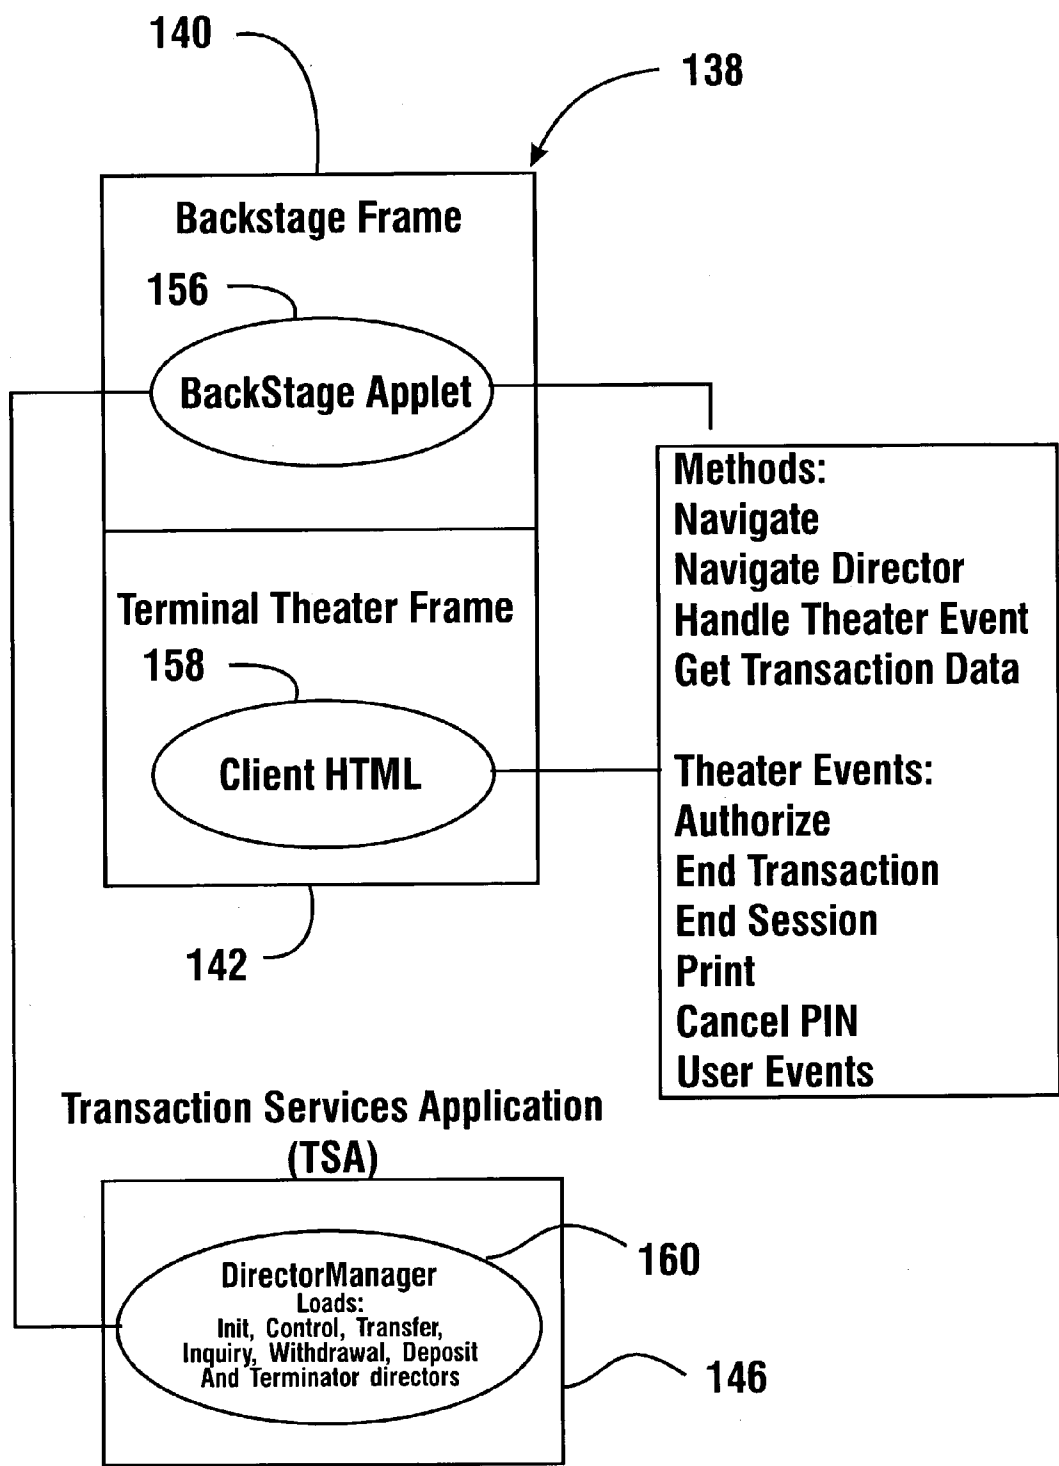 140
138
Backstage Frame
156
BackStage Applet
Methods:
Navigate
Navigate Director
Handle Theater Event
Get Transaction Data
Theater Events:
Authorize
End Transaction
End Session
Print
Cancel PIN
User Events
Terminal Theater Frame
158
Client HTML
142
Transaction Services Application
(TSA)
160
DirectorManager
Loads:
Init, Control, Transfer,
Inquiry, Withdrawal, Deposit
And Terminator directors
146